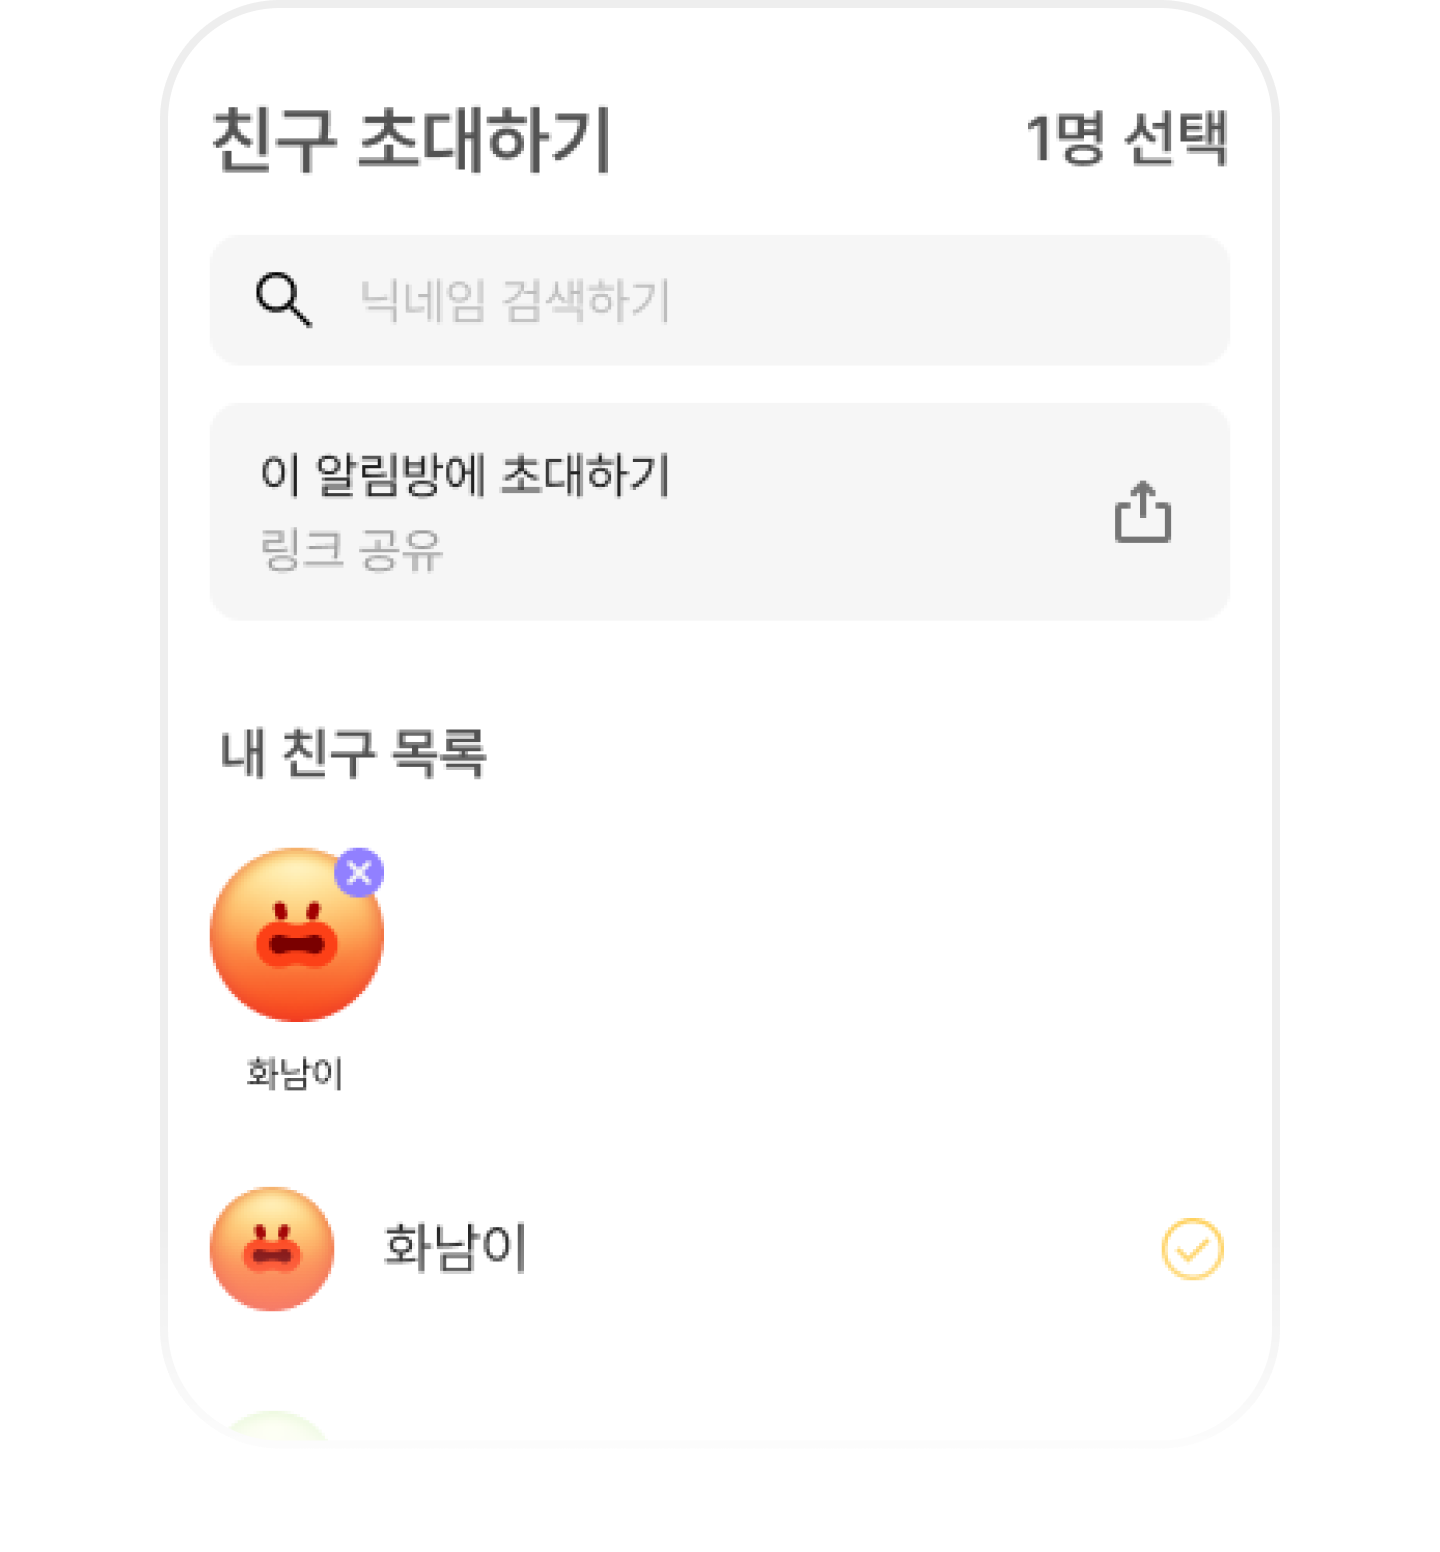 친구 초대하기
1명 선택
닉네임 검색하기
이 알림방에 초대하기
링크 공유
내 친구 목록
화남이
화남이